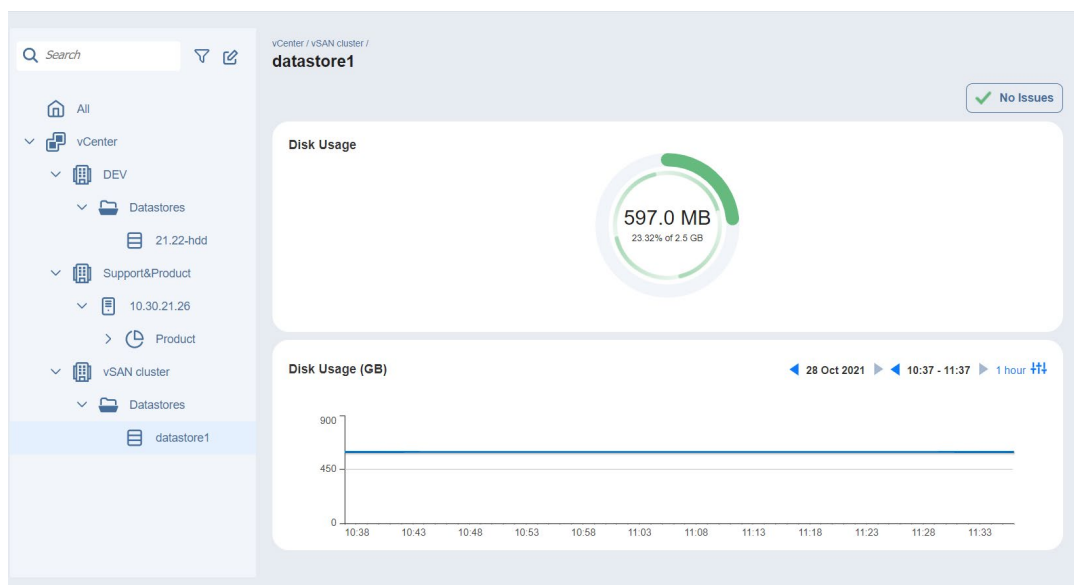 Search
All
vCenter
DEV
Datastores
21.22-hdd
Support&Product
10.30.21.26
Product
vSAN cluster
Datastores
datastore1
vCenter / vSAN cluster /
datastore1
No Issues
Disk Usage
597.0 MB
23.32% of 2.5 GB
Disk Usage (GB)
28 Oct 2021 10:37 - 11:37 1 hour
900
450
0
10:38 10:43 10:48 10:53 10:58 11:03 11:08 11:13 11:18 11:23 11:28 11:33